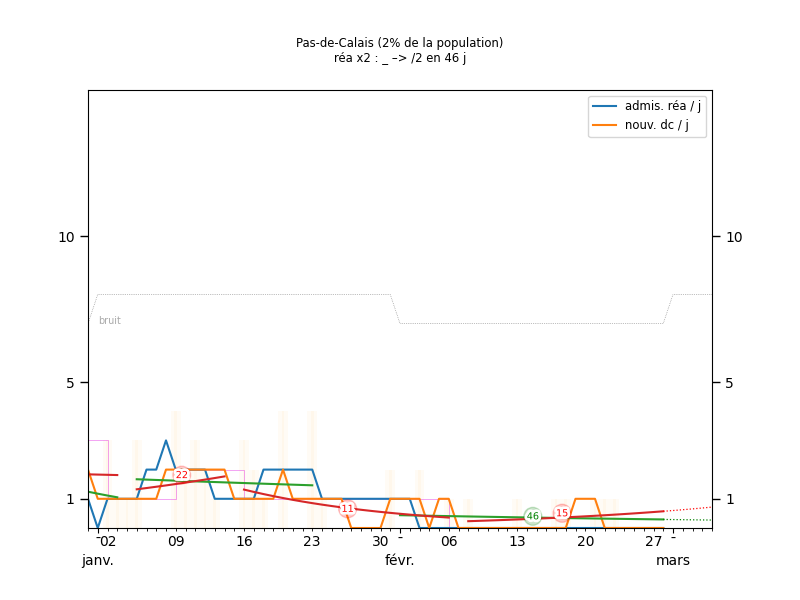 Pas-de-Calais (2% de la population)
réa x2 : _ –> /2 en 46 j
admis. réa / j
nouv. dc / j
10 10
bruit
5 5
22
1 11 46 15 1
02 09 16 23 30 - 06 13 20 27 -
janv. févr. mars